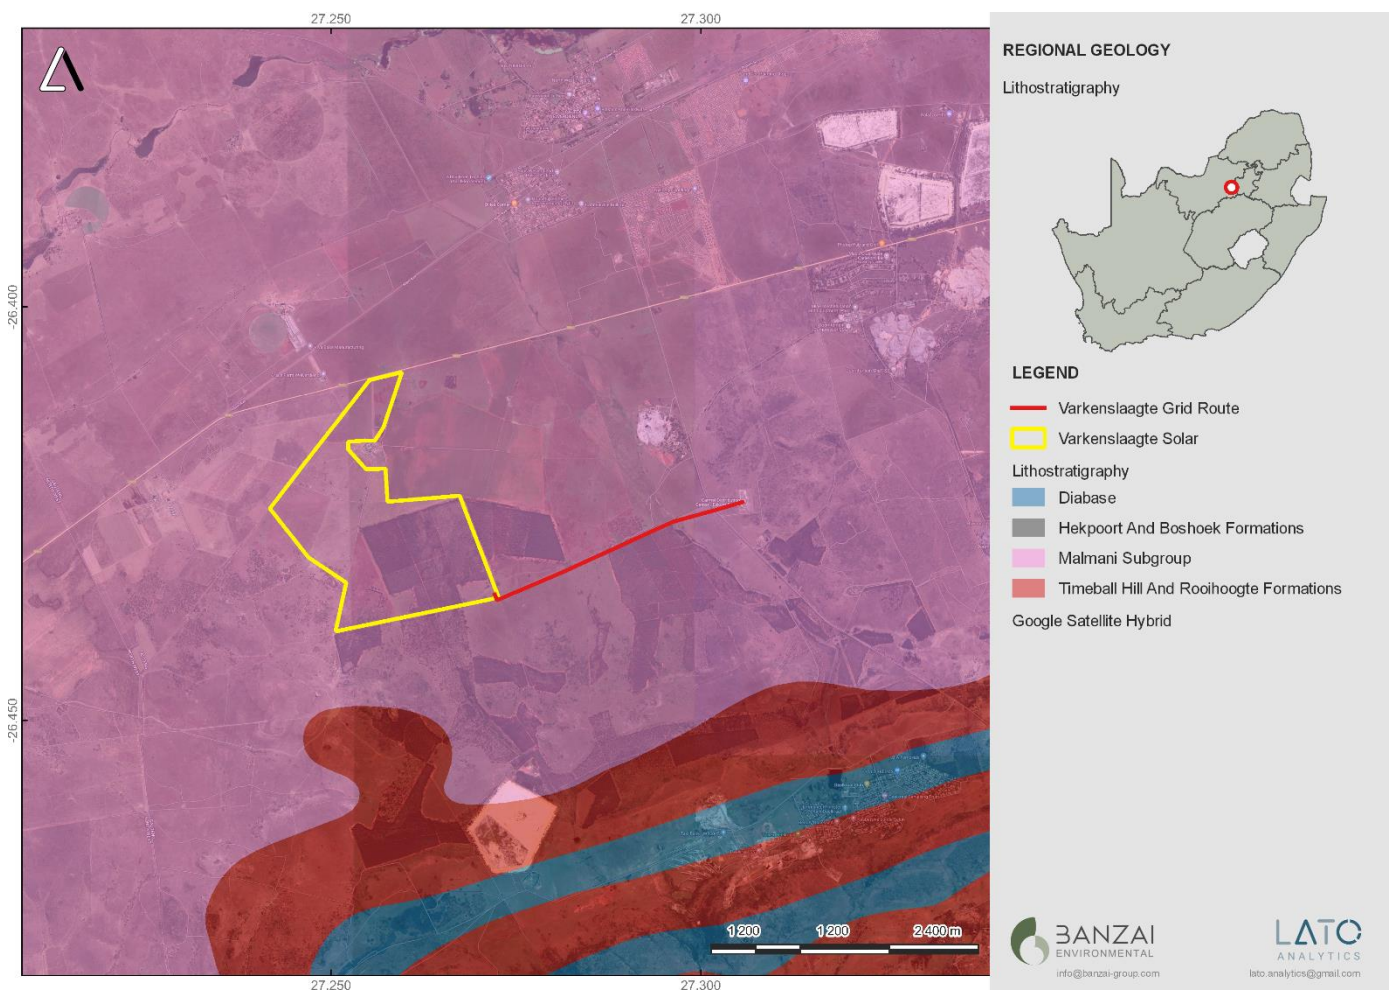 27.250
27.300
-26.400
-26.450
27.250
27.300
1 200
1 200
2 400 m
REGIONAL GEOLOGY
Lithostratigraphy
LEGEND
Varkenslaagte Grid Route
Varkenslaagte Solar
Lithostratigraphy
Diabase
Hekpoort And Boshoek Formations
Malmani Subgroup
Timeball Hill And Rooihoogte Formations
Google Satellite Hybrid
BANZAI
ENVIRONMENTAL
info@banzai-group.com
LATO
ANALYTICS
lato.analytics@gmail.com